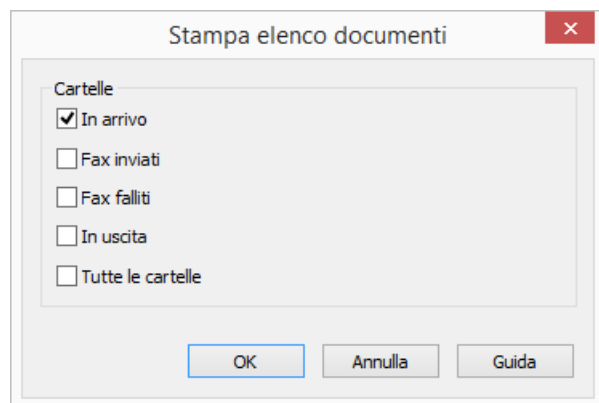 Stampa elenco documenti
Cartelle
In arrivo
Fax inviati
Fax falliti
In uscita
Tutte le cartelle
OK Annulla Guida